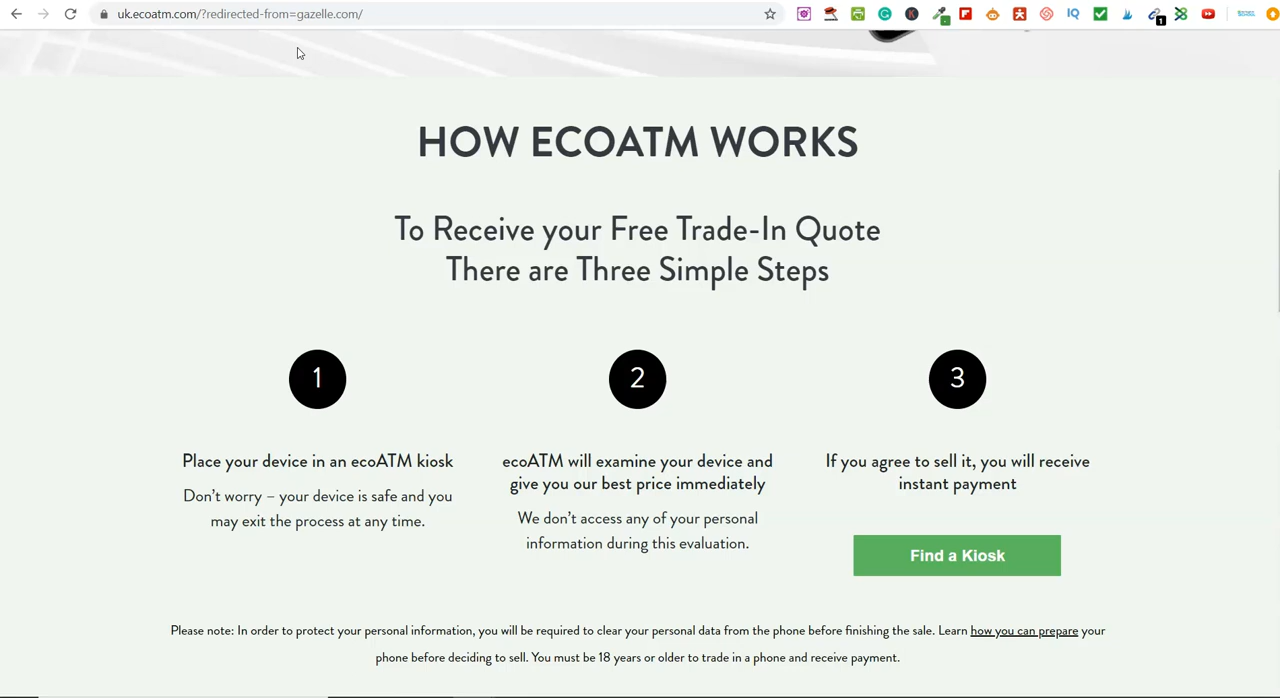 uk.ecoatm.com/?redirected-from=gazelle.com/
K
IQ
1
HOW ECOATM WORKS
To Receive your Free Trade-In Quote
There are Three Simple Steps
1
2
3
Place your device in an ecoATM kiosk
Don't worry – your device is safe and you
may exit the process at any time.
ecoATM will examine your device and
give you our best price immediately
We don't access any of your personal
information during this evaluation.
If you agree to sell it, you will receive
instant payment
Find a Kiosk
Please note: In order to protect your personal information, you will be required to clear your personal data from the phone before finishing the sale. Learn how you can prepare your
phone before deciding to sell. You must be 18 years or older to trade in a phone and receive payment.